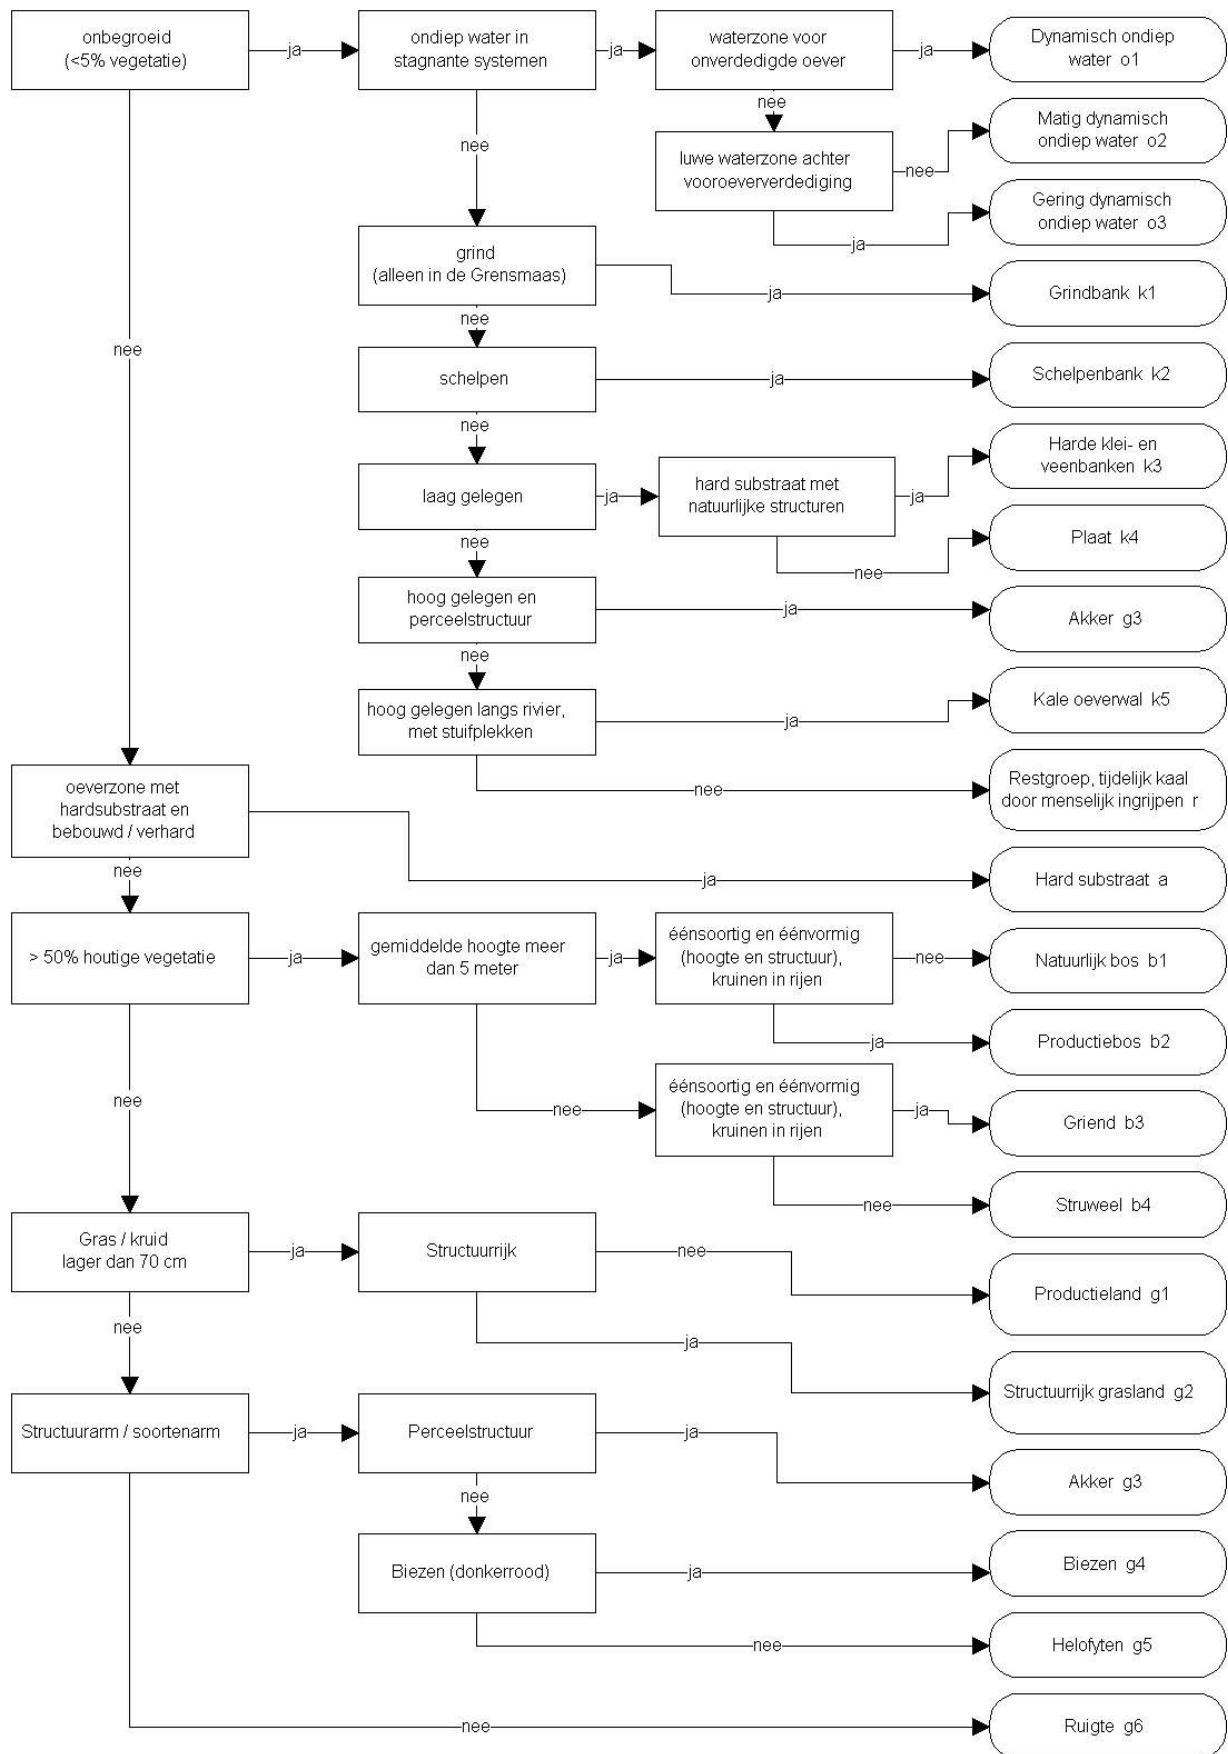 onbegroeid
(<5% vegetatie)
ja
ondiep water in
stagnante systemen
ja
waterzone voor
onverdedigde oever
ja
Dynamisch ondiep
water o1
nee
nee
luwe waterzone achter
vooroeververdediging
nee
Matig dynamisch
ondiep water o2
ja
Gering dynamisch
ondiep water o3
grind
(alleen in de Grensmaas)
ja
Grindbank k1
nee
nee
schelpen
ja
Schelpenbank k2
nee
laag gelegen
ja
hard substraat met
natuurlijke structuren
ja
Harde klei- en
veenbanken k3
nee
Plaat k4
nee
hoog gelegen en
perceelstructuur
ja
Akker g3
nee
hoog gelegen langs rivier,
met stuifplekken
ja
Kale oeverwal k5
nee
Restgroep, tijdelijk kaal
door menselijk ingrijpen r
oeverzone met
hardsubstraat en
bebouwd / verhard
ja
Hard substraat a
nee
> 50% houtige vegetatie
ja
gemiddelde hoogte meer
dan 5 meter
ja
éénsoortig en éénvormig
(hoogte en structuur),
kruinen in rijen
nee
Natuurlijk bos b1
ja
Productiebos b2
nee
nee
éénsoortig en éénvormig
(hoogte en structuur),
kruinen in rijen
ja
Griend b3
nee
Struweel b4
Gras / kruid
lager dan 70 cm
ja
Structuurrijk
nee
Productieland g1
ja
Structuurrijk grasland g2
nee
Structuurarm / soortenarm
ja
Perceelstructuur
ja
Akker g3
nee
Biezen (donkerrood)
ja
Biezen g4
nee
Helofyten g5
nee
Ruigte g6